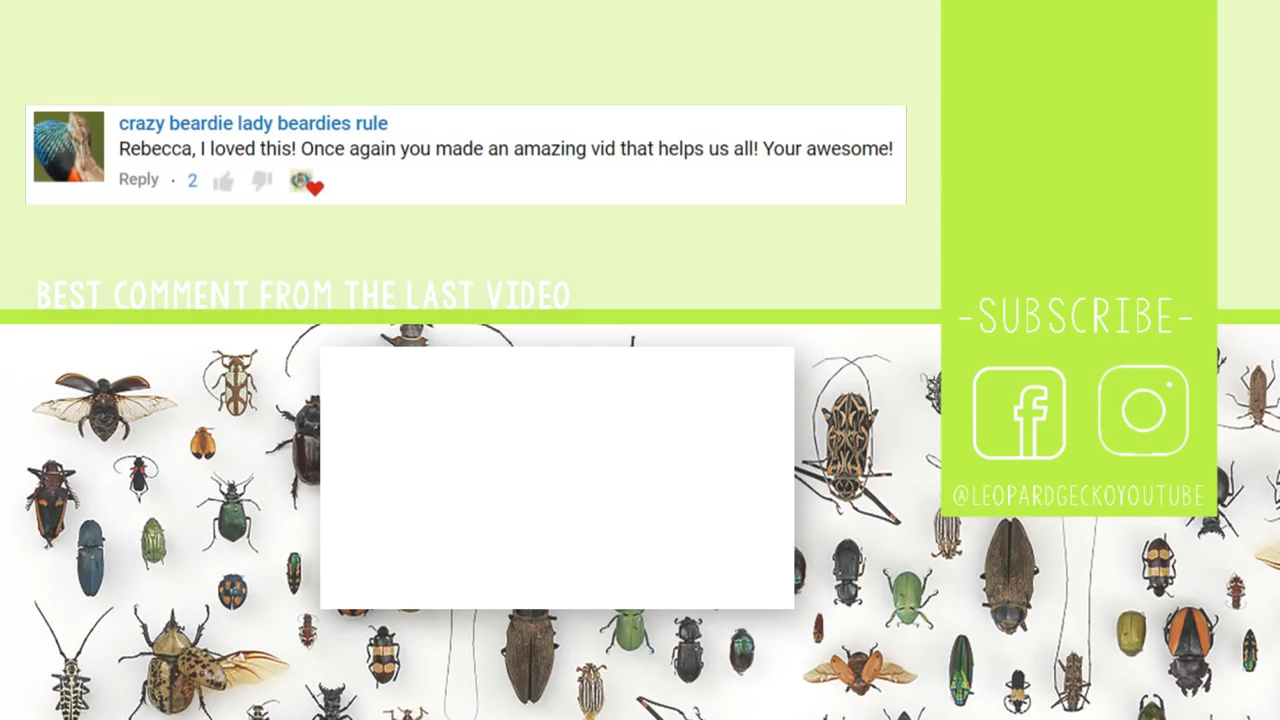 crazy beardie lady beardies rule
Rebecca, I loved this! Once again you made an amazing vid that helps us all! Your awesome!
Reply · 2
BEST COMMENT FROM THE LAST VIDEO
-SUBSCRIBE-
@LEOPARDGECKOYOUTUBE